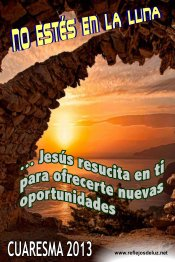 NO ESTÉS EN LA LUNA
... Jesús resucita en ti
para ofrecerte nuevas
oportunidades
CUARESMA 2013
www.reflejosdeluz.net